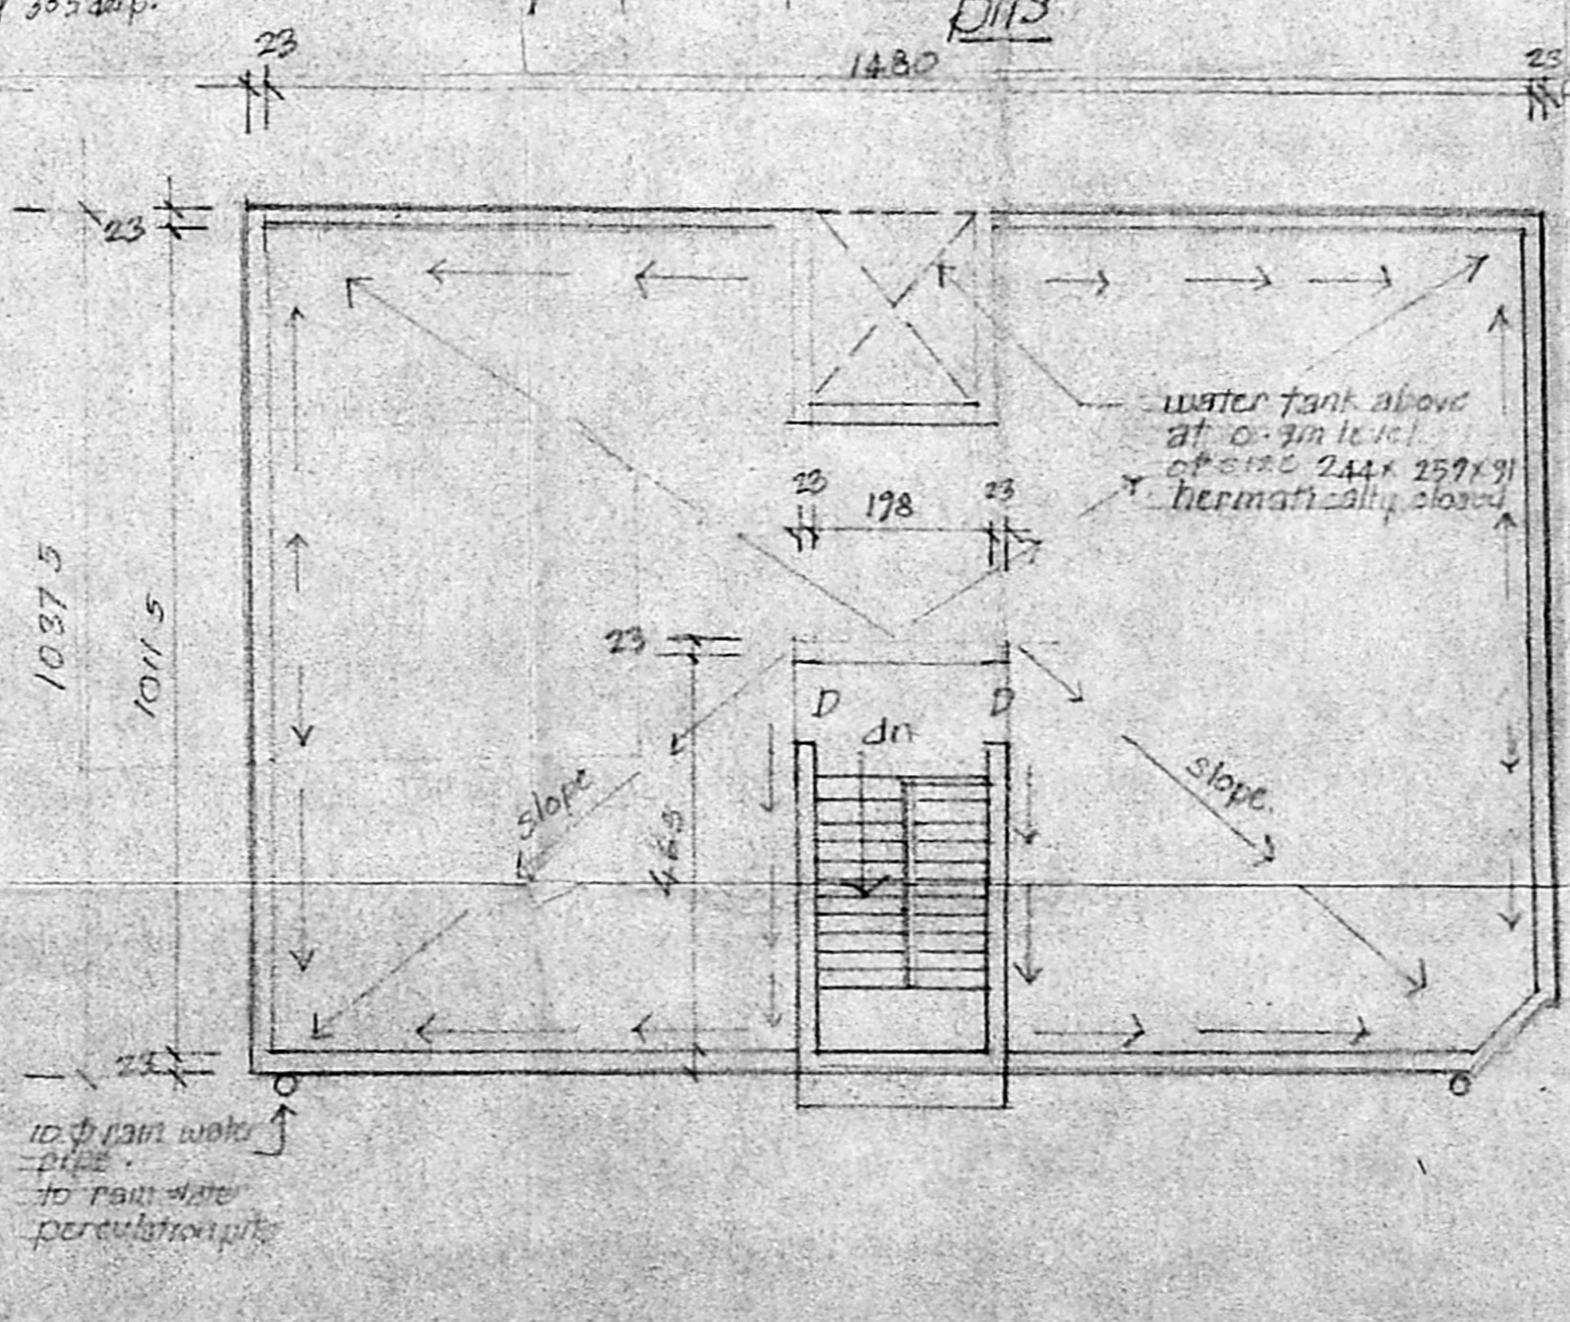 pits
23
1480
23
23
water tank above
at 0.9m level
of size 244x 259x91
hermatically closed
23
198
23
1037 5
1011 5
23
D
D
dn
slope
slope.
463
23
10 φ rain water
pipe.
to rain water
perculation pits